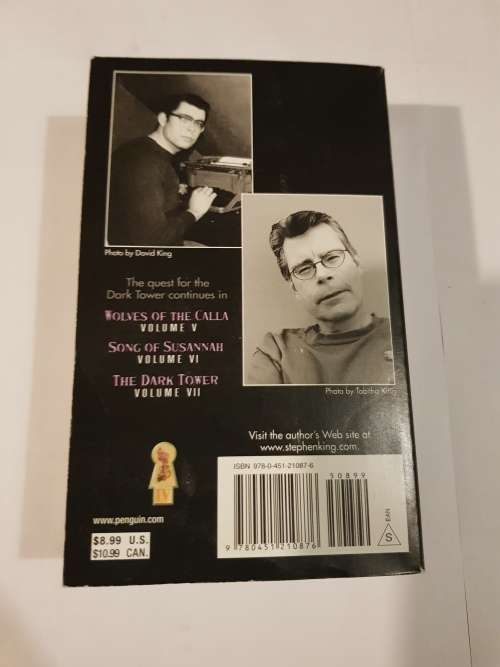 Photo by David King
The quest for the
Dark Tower continues in
WOLVES OF THE CALLA
VOLUME V
SONG OF SUSANNAH
VOLUME VI
THE DARK TOWER
VOLUME VII
Photo by Tabitha King
Visit the author's Web site at
www.stephenking.com.
ISBN 978-0-451-21087-6
50899
9 780451 210876
EAN
S
IV
www.penguin.com
$8.99 U.S.
$10.99 CAN.